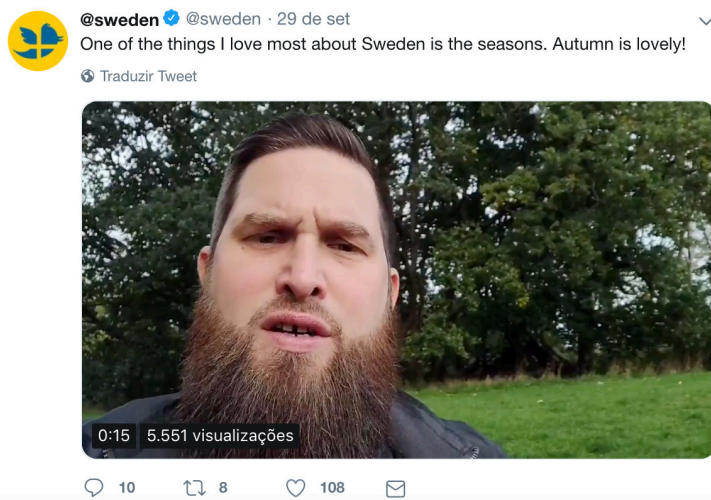 @sweden @sweden · 29 de set
One of the things I love most about Sweden is the seasons. Autumn is lovely!
Traduzir Tweet
0:15 5.551 visualizações
10 8 108